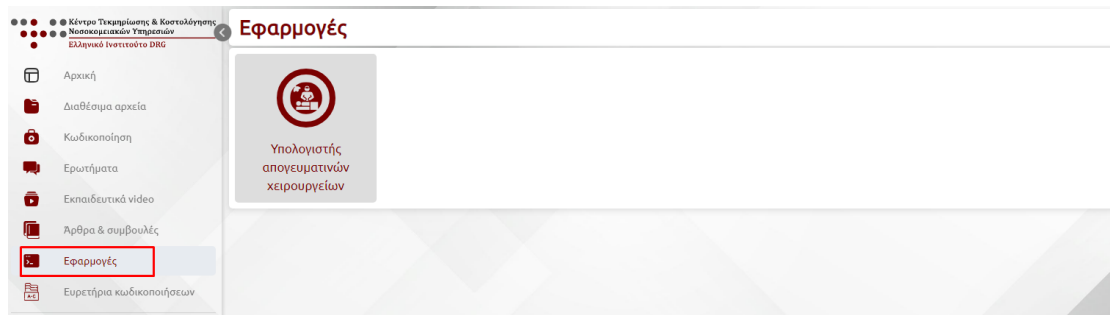 Κέντρο Τεκμηρίωσης & Κοστολόγησης
Νοσοκομειακών Υπηρεσιών
Ελληνικό Ινστιτούτο DRG
Αρχική
Διαθέσιμα αρχεία
Κωδικοποίηση
Ερωτήματα
Εκπαιδευτικά video
Άρθρα & συμβουλές
Εφαρμογές
Ευρετήρια κωδικοποιήσεων
A-C
Εφαρμογές
Υπολογιστής
απογευματινών
χειρουργείων